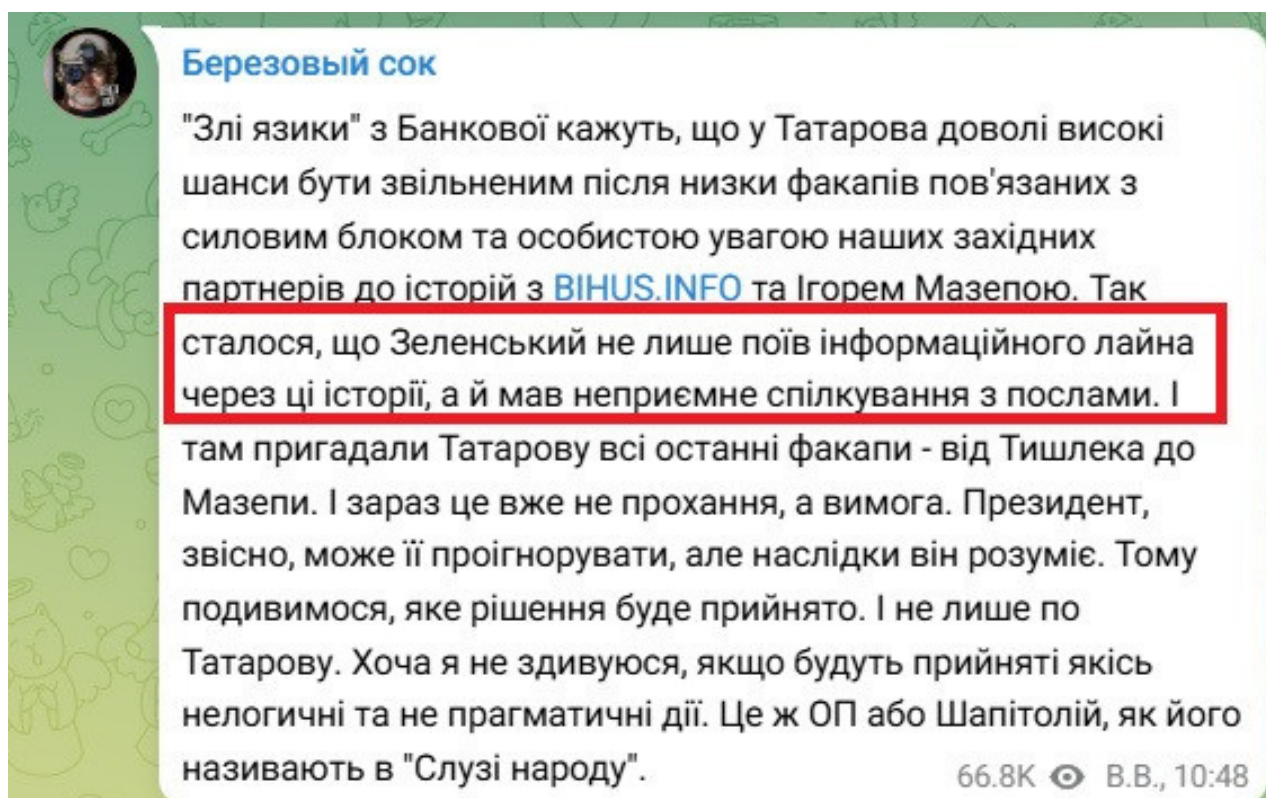 Березовый сок
"Злі язики" з Банкової кажуть, що у Татарова доволі високі
шанси бути звільненим після низки факапів пов'язаних з
силовим блоком та особистою увагою наших західних
партнерів до історій з BIHUS.INFO та Ігорем Мазепою. Так
сталося, що Зеленський не лише поїв інформаційного лайна
через ці історії, а й мав неприємне спілкування з послами. І
там пригадали Татарову всі останні факапи - від Тишлека до
Мазепи. І зараз це вже не прохання, а вимога. Президент,
звісно, може її проігнорувати, але наслідки він розуміє. Тому
подивимося, яке рішення буде прийнято. І не лише по
Татарову. Хоча я не здивуюся, якщо будуть прийняті якісь
нелогичні та не прагматичні дії. Це ж ОП або Шапітолій, як його
називають в "Слузі народу".
66.8K В.В., 10:48